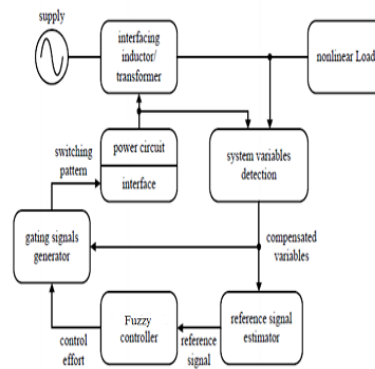 supply
interfacing
inductor/
transformer
nonlinear Load
power circuit
interface
switching
pattern
system variables
detection
gating signals
generator
compensated
variables
Fuzzy
controller
reference signal
estimator
control
effort
reference
signal